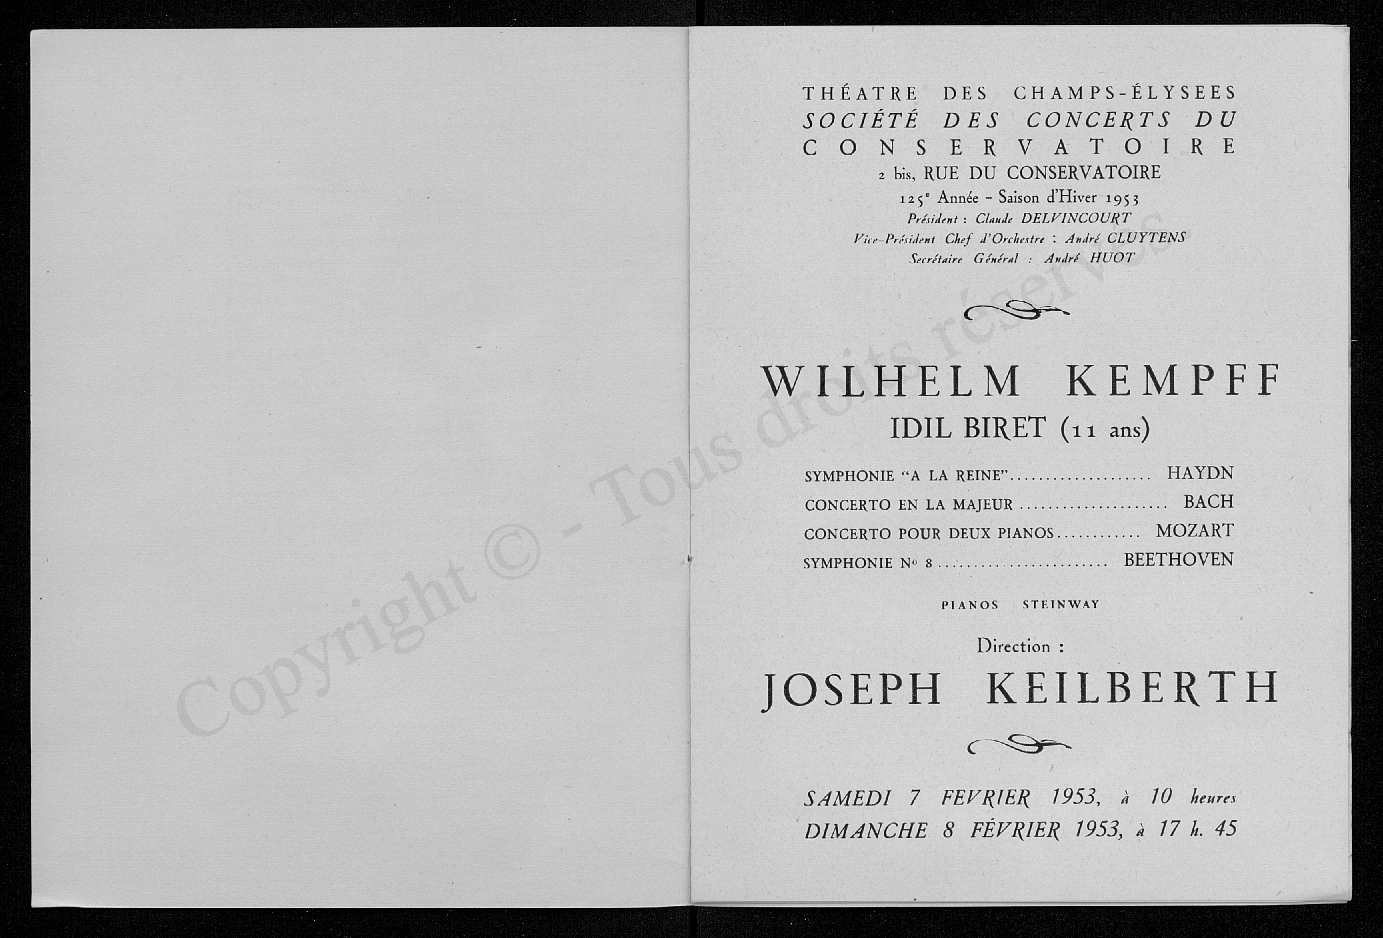 THÉATRE DES CHAMPS-ÉLYSEES
SOCIÉTÉ DES CONCERTS DU
CONSERVATOIRE
2 bis, RUE DU CONSERVATOIRE
125e Année - Saison d'Hiver 1953
Président : Claude DELVINCOURT
Vice-Président Chef d'Orchestre : André CLUYTENS
Secrétaire Général : André HUOT
WILHELM KEMPFF
IDIL BIRET (11 ans)
SYMPHONIE “A LA REINE”.................... HAYDN
CONCERTO EN LA MAJEUR ..................... BACH
CONCERTO POUR DEUX PIANOS............ MOZART
SYMPHONIE No 8........................ BEETHOVEN
PIANOS STEINWAY
Direction :
JOSEPH KEILBERTH
SAMEDI 7 FEVRIER 1953, à 10 heures
DIMANCHE 8 FÉVRIER 1953, à 17 h. 45
Copyright © - Tous droits réservés